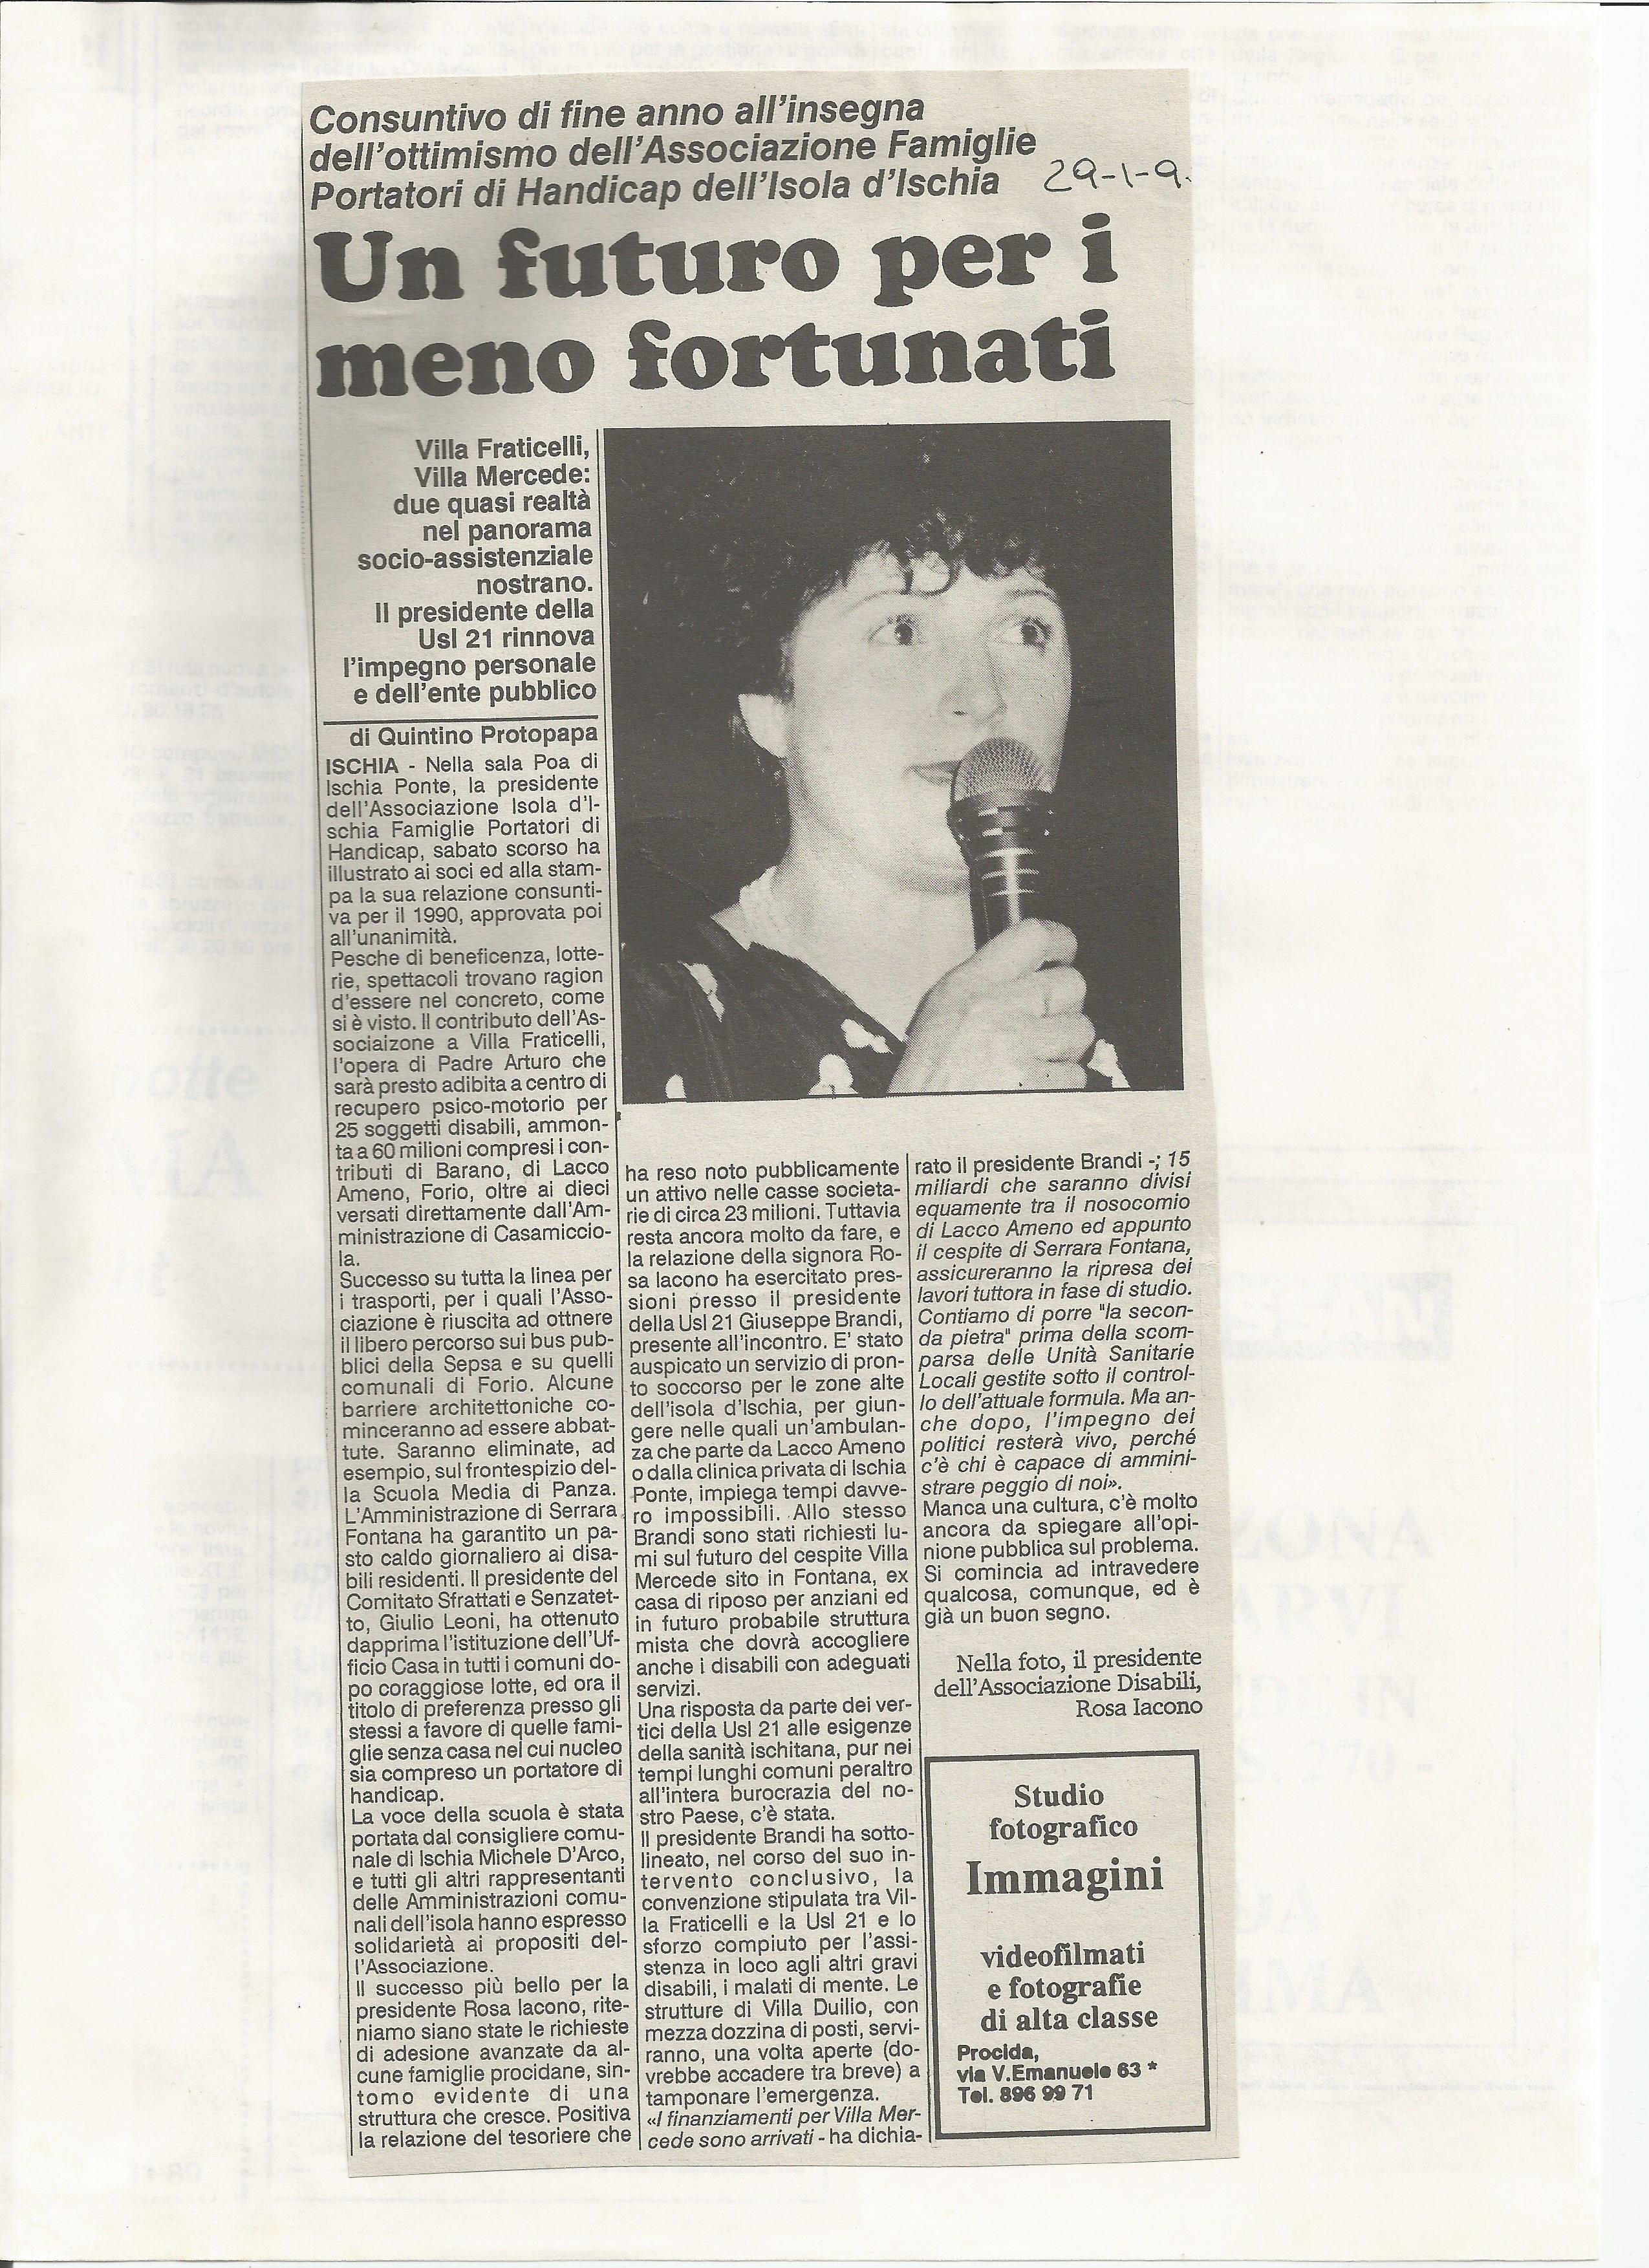 Consuntivo di fine anno all'insegna
dell'ottimismo dell'Associazione Famiglie
Portatori di Handicap dell'Isola d'Ischia
29-1-9
Un futuro per i
meno fortunati
Villa Fraticelli,
Villa Mercede:
due quasi realtà
nel panorama
socio-assistenziale
nostrano.
Il presidente della
Usl 21 rinnova
l'impegno personale
e dell'ente pubblico
di Quintino Protopapa
ISCHIA - Nella sala Poa di
Ischia Ponte, la presidente
dell'Associazione Isola d'I-
schia Famiglie Portatori di
Handicap, sabato scorso ha
illustrato ai soci ed alla stam-
pa la sua relazione consunti-
va per il 1990, approvata poi
all'unanimità.
Pesche di beneficenza, lotte-
rie, spettacoli trovano ragion
d'essere nel concreto, come
si è visto. Il contributo dell'As-
sociaizone a Villa Fraticelli,
l'opera di Padre Arturo che
sarà presto adibita a centro di
recupero psico-motorio per
25 soggetti disabili, ammon-
ta a 60 milioni compresi i con-
tributi di Barano, di Lacco
Ameno, Forio, oltre ai dieci
versati direttamente dall'Am-
ministrazione di Casamiccio-
la.
Successo su tutta la linea per
i trasporti, per i quali l'Asso-
ciazione è riuscita ad ottnere
il libero percorso sui bus pub-
blici della Sepsa e su quelli
comunali di Forio. Alcune
barriere architettoniche co-
minceranno ad essere abbat-
tute. Saranno eliminate, ad
esempio, sul frontespizio del-
la Scuola Media di Panza.
L'Amministrazione di Serrara
Fontana ha garantito un pa-
sto caldo giornaliero ai disa-
bili residenti. Il presidente del
Comitato Sfrattati e Senzatet-
to, Giulio Leoni, ha ottenuto
dapprima l'istituzione dell'Uf-
ficio Casa in tutti i comuni do-
po coraggiose lotte, ed ora il
titolo di preferenza presso gli
stessi a favore di quelle fami-
glie senza casa nel cui nucleo
sia compreso un portatore di
handicap.
La voce della scuola è stata
portata dal consigliere comu-
nale di Ischia Michele D'Arco,
e tutti gli altri rappresentanti
delle Amministrazioni comu-
nali dell'isola hanno espresso
solidarietà ai propositi del-
l'Associazione.
Il successo più bello per la
presidente Rosa Iacono, rite-
niamo siano state le richieste
di adesione avanzate da al-
cune famiglie procidane, sin-
tomo evidente di una
struttura che cresce. Positiva
la relazione del tesoriere che
ha reso noto pubblicamente
un attivo nelle casse societa-
rie di circa 23 milioni. Tuttavia
resta ancora molto da fare, e
la relazione della signora Ro-
sa Iacono ha esercitato pres-
sioni presso il presidente
della Usl 21 Giuseppe Brandi,
presente all'incontro. E' stato
auspicato un servizio di pron-
to soccorso per le zone alte
dell'isola d'Ischia, per giun-
gere nelle quali un'ambulan-
za che parte da Lacco Ameno
o dalla clinica privata di Ischia
Ponte, impiega tempi davve-
ro impossibili. Allo stesso
Brandi sono stati richiesti lu-
mi sul futuro del cespite Villa
Mercede sito in Fontana, ex
casa di riposo per anziani ed
in futuro probabile struttura
mista che dovrà accogliere
anche i disabili con adeguati
servizi.
Una risposta da parte dei ver-
tici della Usl 21 alle esigenze
della sanità ischitana, pur nei
tempi lunghi comuni peraltro
all'intera burocrazia del no-
stro Paese, c'è stata.
Il presidente Brandi ha sotto-
lineato, nel corso del suo in-
tervento conclusivo, la
convenzione stipulata tra Vil-
la Fraticelli e la Usl 21 e lo
sforzo compiuto per l'assi-
stenza in loco agli altri gravi
disabili, i malati di mente. Le
strutture di Villa Duilio, con
mezza dozzina di posti, servi-
ranno, una volta aperte (do-
vrebbe accadere tra breve) a
tamponare l'emergenza.
«I finanziamenti per Villa Mer-
cede sono arrivati - ha dichia-
rato il presidente Brandi -; 15
miliardi che saranno divisi
equamente tra il nosocomio
di Lacco Ameno ed appunto
il cespite di Serrara Fontana,
assicureranno la ripresa dei
lavori tuttora in fase di studio.
Contiamo di porre "la secon-
da pietra" prima della scom-
parsa delle Unità Sanitarie
Locali gestite sotto il control-
lo dell'attuale formula. Ma an-
che dopo, l'impegno dei
politici resterà vivo, perché
c'è chi è capace di ammini-
strare peggio di noi».
Manca una cultura, c'è molto
ancora da spiegare all'opi-
nione pubblica sul problema.
Si comincia ad intravedere
qualcosa, comunque, ed è
già un buon segno.
Nella foto, il presidente
dell'Associazione Disabili,
Rosa Iacono
Studio
fotografico
Immagini
videofilmati
e fotografie
di alta classe
Procida,
via V.Emanuele 63 *
Tel. 896 99 71